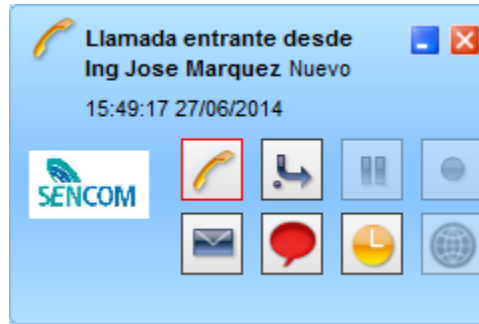 Llamada entrante desde
Ing Jose Marquez Nuevo
15:49:17 27/06/2014
SENCOM